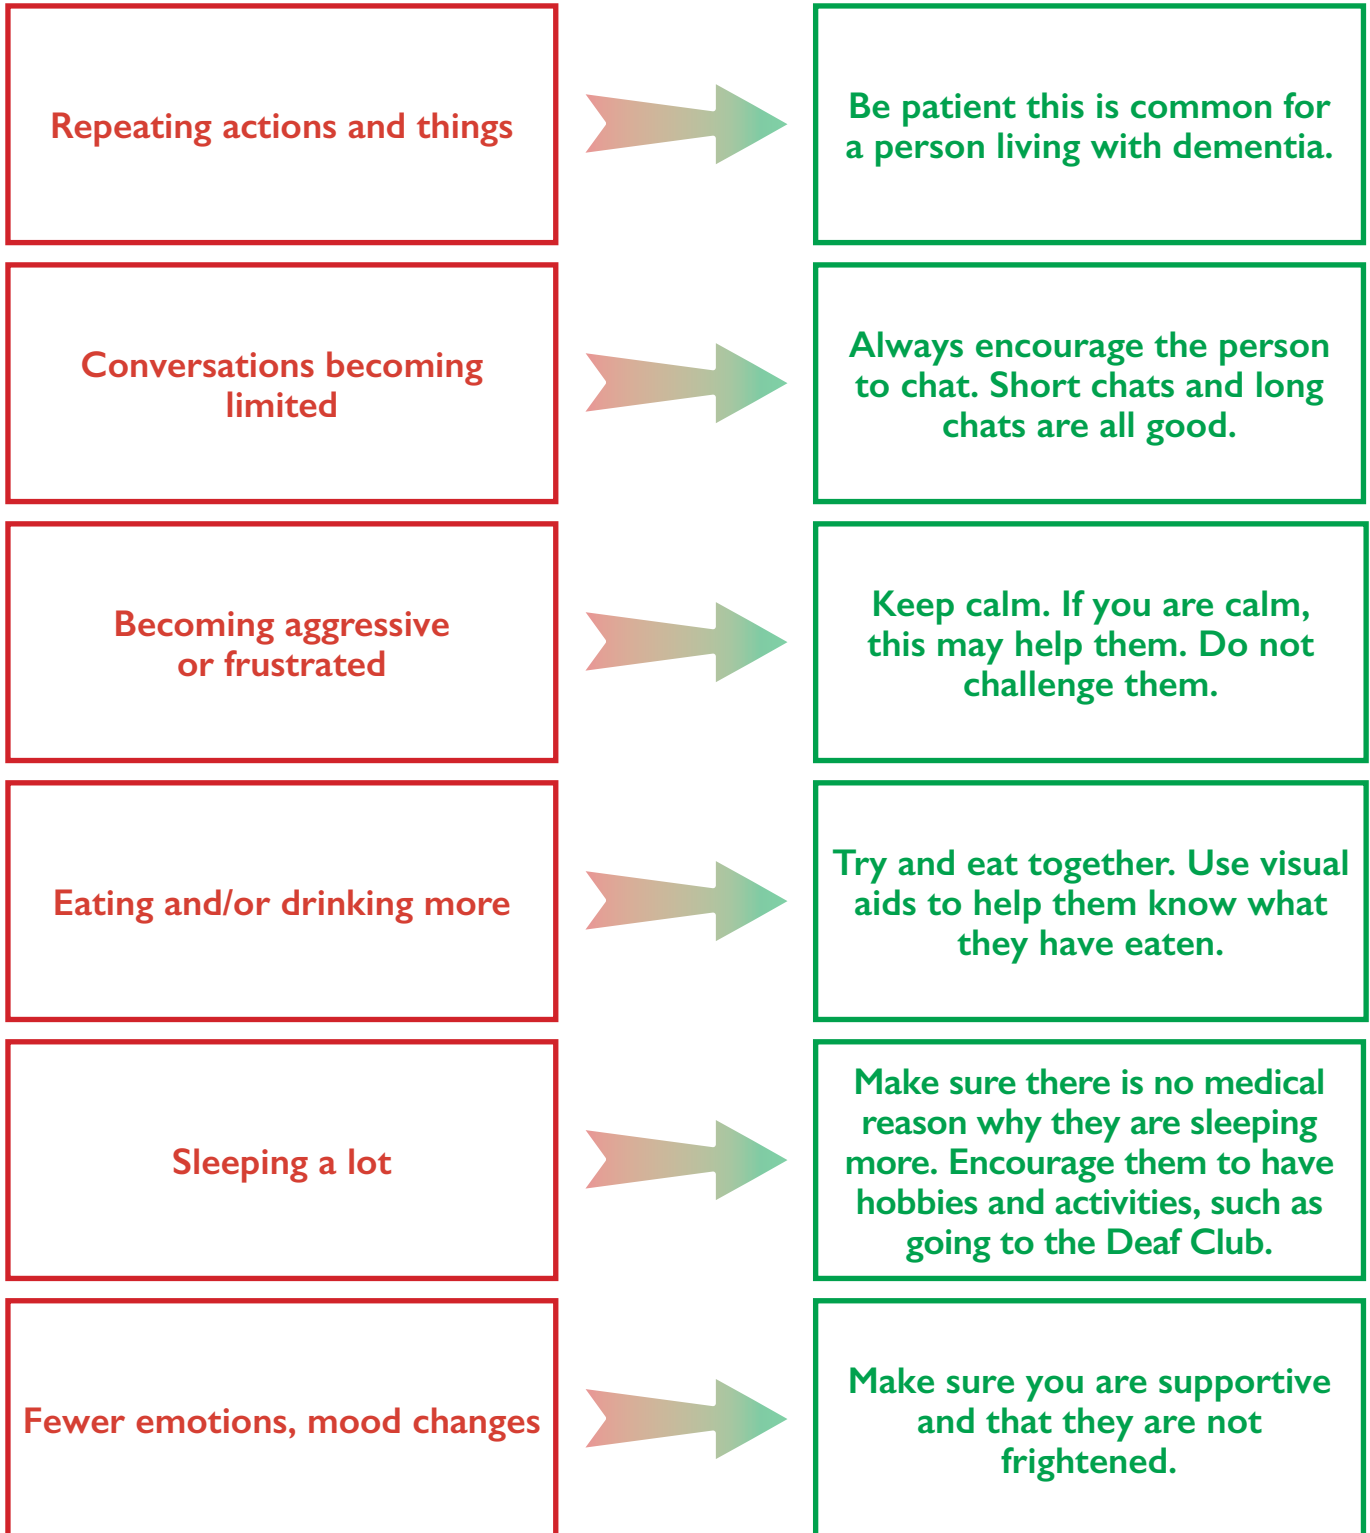 Repeating actions and things
Be patient this is common for
a person living with dementia.
Conversations becoming
limited
Always encourage the person
to chat. Short chats and long
chats are all good.
Becoming aggressive
or frustrated
Keep calm. If you are calm,
this may help them. Do not
challenge them.
Eating and/or drinking more
Try and eat together. Use visual
aids to help them know what
they have eaten.
Sleeping a lot
Make sure there is no medical
reason why they are sleeping
more. Encourage them to have
hobbies and activities, such as
going to the Deaf Club.
Fewer emotions, mood changes
Make sure you are supportive
and that they are not
frightened.